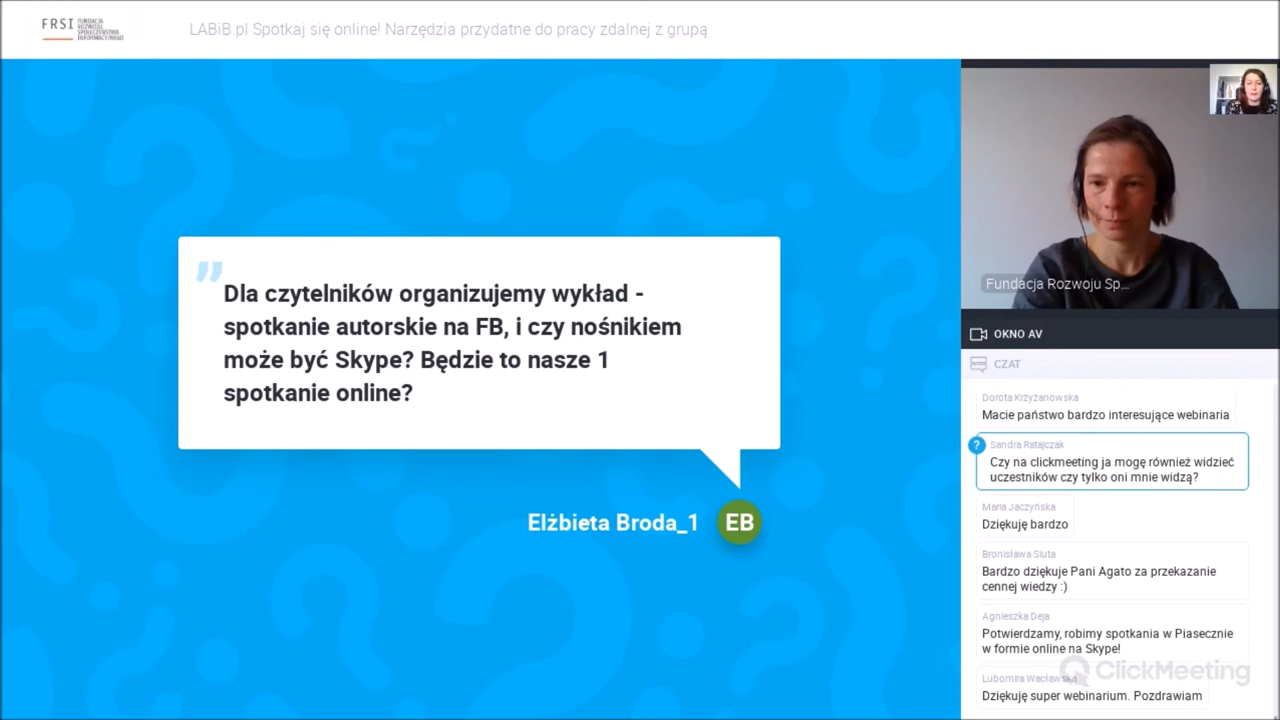 FRSI FUNDACJA
ROZWOJU
SPOŁECZEŃSTWA
INFORMACYJNEGO
LABiB.pl Spotkaj się online! Narzędzia przydatne do pracy zdalnej z grupą
"
Dla czytelników organizujemy wykład -
spotkanie autorskie na FB, i czy nośnikiem
może być Skype? Będzie to nasze 1
spotkanie online?
Elżbieta Broda_1 EB
Fundacja Rozwoju Sp...
OKNO AV
CZAT
Dorota Krzyżanowska
Macie państwo bardzo interesujące webinaria
?
Sandra Ratajczak
Czy na clickmeeting ja mogę również widzieć
uczestników czy tylko oni mnie widzą?
Maria Jaczyńska
Dziękuję bardzo
Bronisława Sluta
Bardzo dziękuje Pani Agato za przekazanie
cennej wiedzy :)
Agnieszka Deja
Potwierdzamy, robimy spotkania w Piasecznie
w formie online na Skype!
ClickMeeting
Lubomira Wacławska
Dziękuję super webinarium. Pozdrawiam